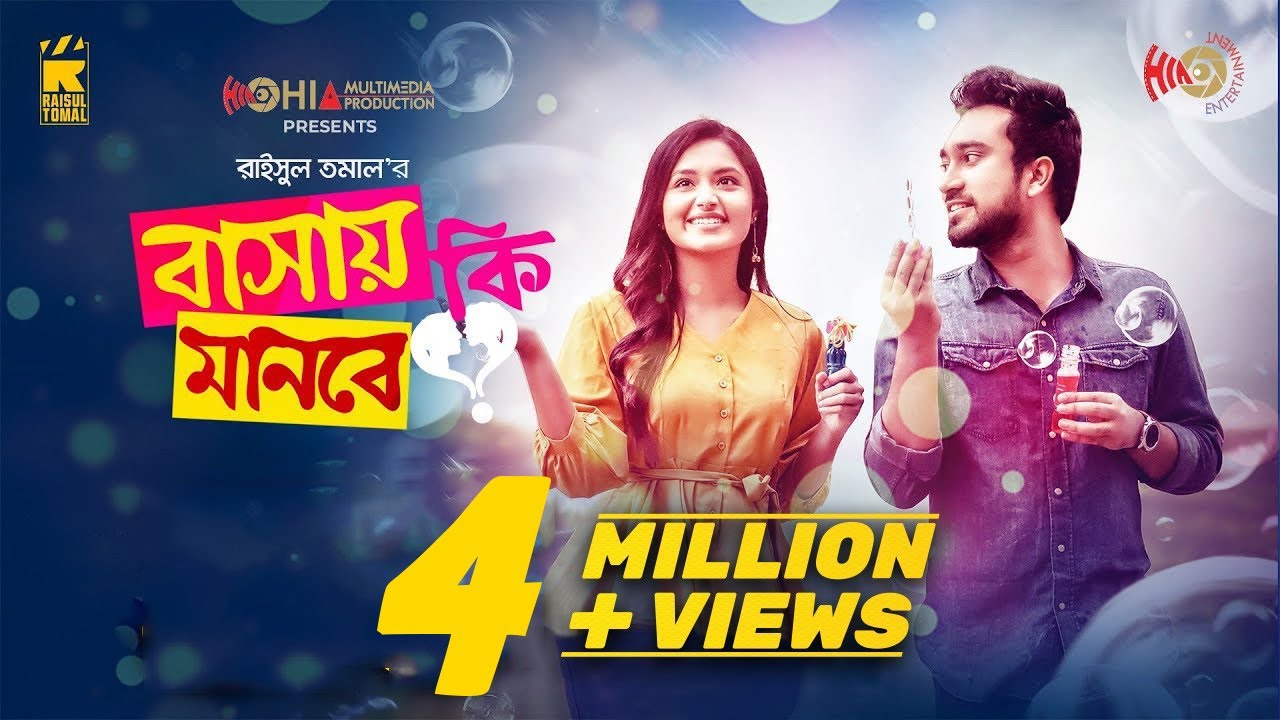 RAISUL
TOMAL
HIA MULTIMEDIA
PRODUCTION
PRESENTS
রাইসুল তমাল'র
বাসায় কি
মানবে ?
4 MILLION
+ VIEWS
HIA
ENTERTAINMENT